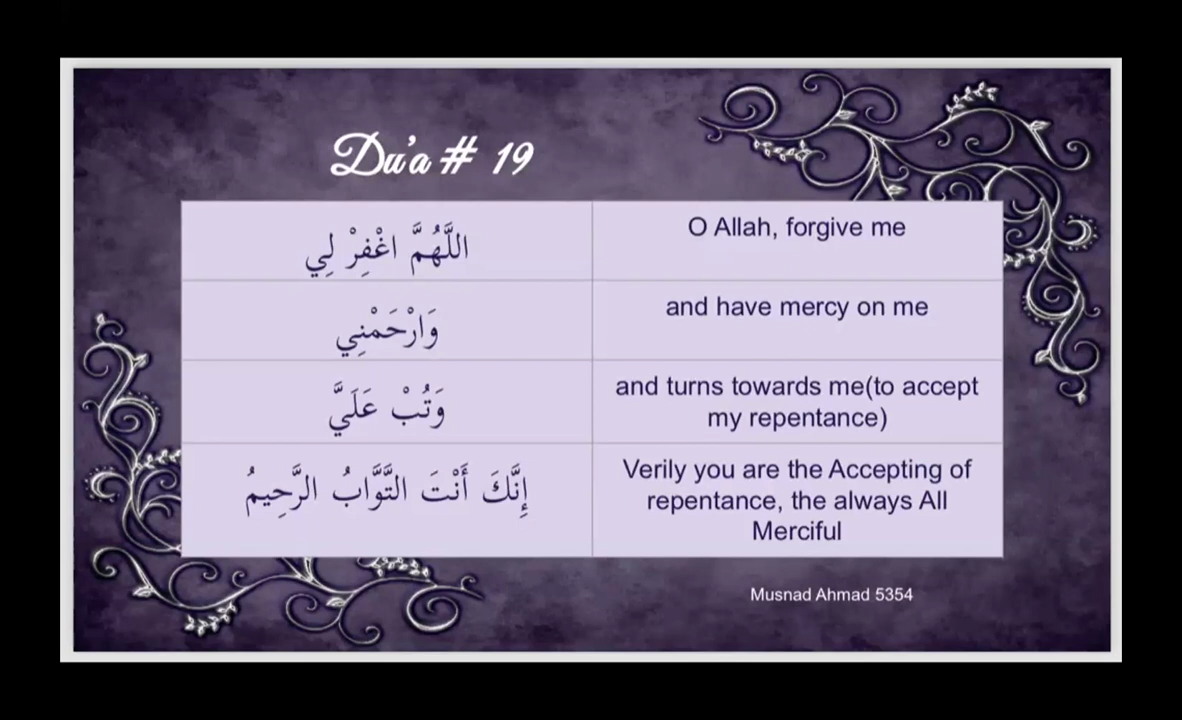 Du'a # 19
اللَّهُمَّ اغْفِرْ لِي
O Allah, forgive me
وَارْحَمْنِي
and have mercy on me
وَتُبْ عَلَيَّ
and turns towards me(to accept
my repentance)
إِنَّكَ أَنْتَ التَّوَّابُ الرَّحِيمُ
Verily you are the Accepting of
repentance, the always All
Merciful
Musnad Ahmad 5354